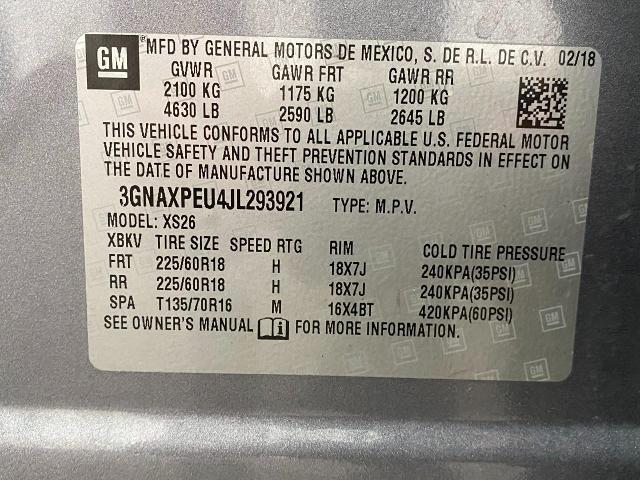 GM ® MFD BY GENERAL MOTORS DE MEXICO, S. DE R.L. DE C.V. 02/18
GVWR GAWR FRT GAWR RR
2100 KG 1175 KG 1200 KG
4630 LB 2590 LB 2645 LB
THIS VEHICLE CONFORMS TO ALL APPLICABLE U.S. FEDERAL MOTOR
VEHICLE SAFETY AND THEFT PREVENTION STANDARDS IN EFFECT ON
THE DATE OF MANUFACTURE SHOWN ABOVE.
3GNAXPEU4JL293921 TYPE: M.P.V.
MODEL: XS26
XBKV TIRE SIZE SPEED RTG RIM COLD TIRE PRESSURE
FRT 225/60R18 H 18X7J 240KPA(35PSI)
RR 225/60R18 H 18X7J 240KPA(35PSI)
SPA T135/70R16 M 16X4BT 420KPA(60PSI)
SEE OWNER'S MANUAL FOR MORE INFORMATION.